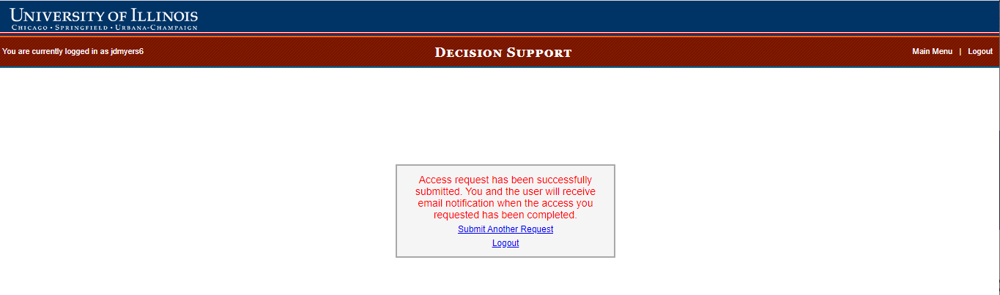 UNIVERSITY OF ILLINOIS
CHICAGO • SPRINGFIELD • URBANA-CHAMPAIGN
You are currently logged in as jdmyers6
DECISION SUPPORT
Main Menu | Logout
Access request has been successfully
submitted. You and the user will receive
email notification when the access you
requested has been completed.
Submit Another Request
Logout